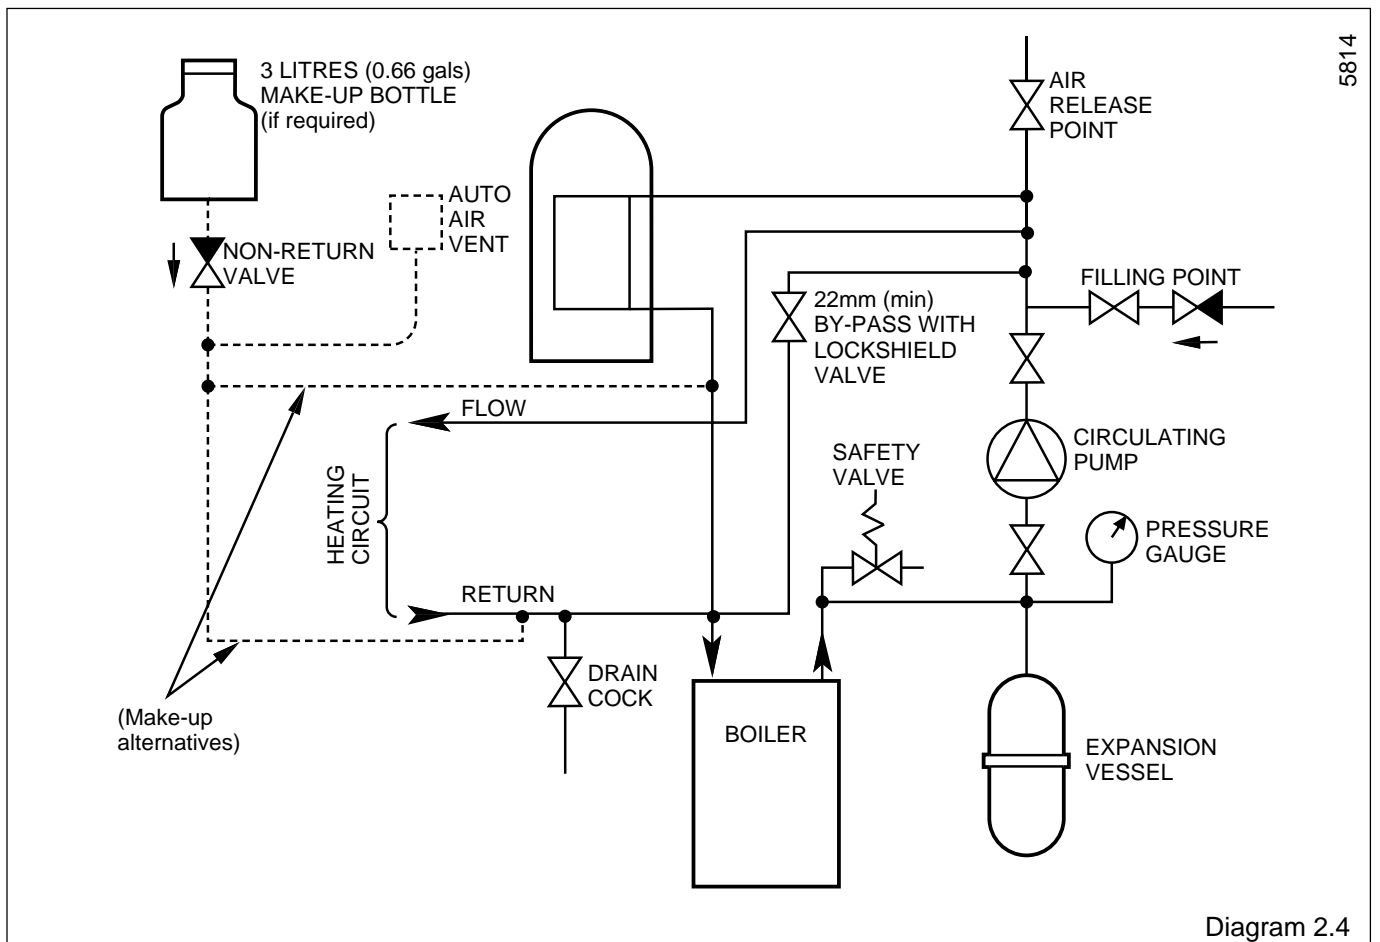 3 LITRES (0.66 gals)
MAKE-UP BOTTLE
(if required)
AIR
RELEASE
POINT
5814
AUTO
AIR
VENT
NON-RETURN
VALVE
FILLING POINT
22mm (min)
BY-PASS WITH
LOCKSHIELD
VALVE
FLOW
CIRCULATING
PUMP
SAFETY
VALVE
HEATING
CIRCUIT
PRESSURE
GAUGE
RETURN
DRAIN
COCK
(Make-up
alternatives)
BOILER
EXPANSION
VESSEL
Diagram 2.4